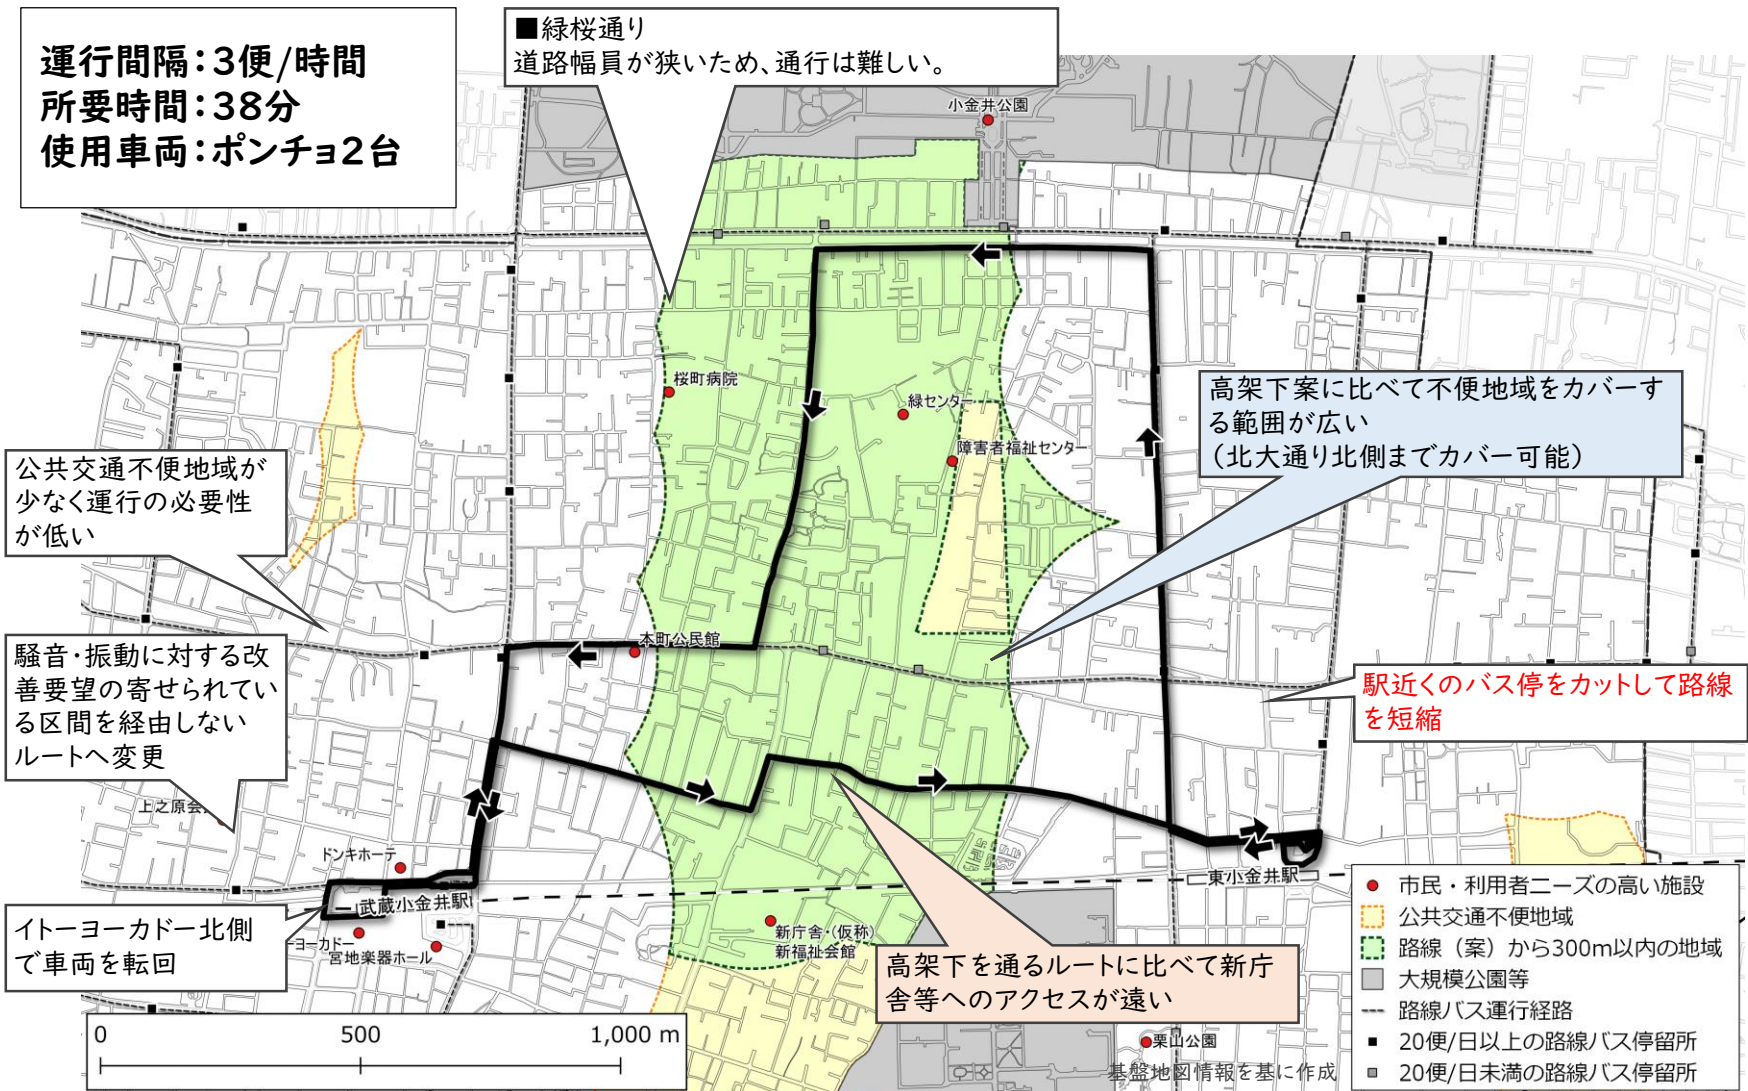 運行間隔：3便/時間
所要時間：38分
使用車両：ポンチョ2台
■緑桜通り
道路幅員が狭いため、通行は難しい。
小金井公園
桜町病院
緑センター
障害者福祉センター
高架下案に比べて不便地域をカバーす
る範囲が広い
（北大通り北側までカバー可能）
公共交通不便地域が
少なく運行の必要性
が低い
本町公民館
騒音・振動に対する改
善要望の寄せられてい
る区間を経由しない
ルートへ変更
駅近くのバス停をカットして路線
を短縮
上之原会
ドンキホーテ
武蔵小金井駅
東小金井駅
イトーヨーカドー北側
で車両を転回
ーヨーカドー
宮地楽器ホール
新庁舎・（仮称）
新福祉会館
高架下を通るルートに比べて新庁
舎等へのアクセスが遠い
栗山公園
基盤地図情報を基に作成
0 500 1,000 m
市民・利用者ニーズの高い施設
公共交通不便地域
路線（案）から300m以内の地域
大規模公園等
路線バス運行経路
20便/日以上の路線バス停留所
20便/日未満の路線バス停留所